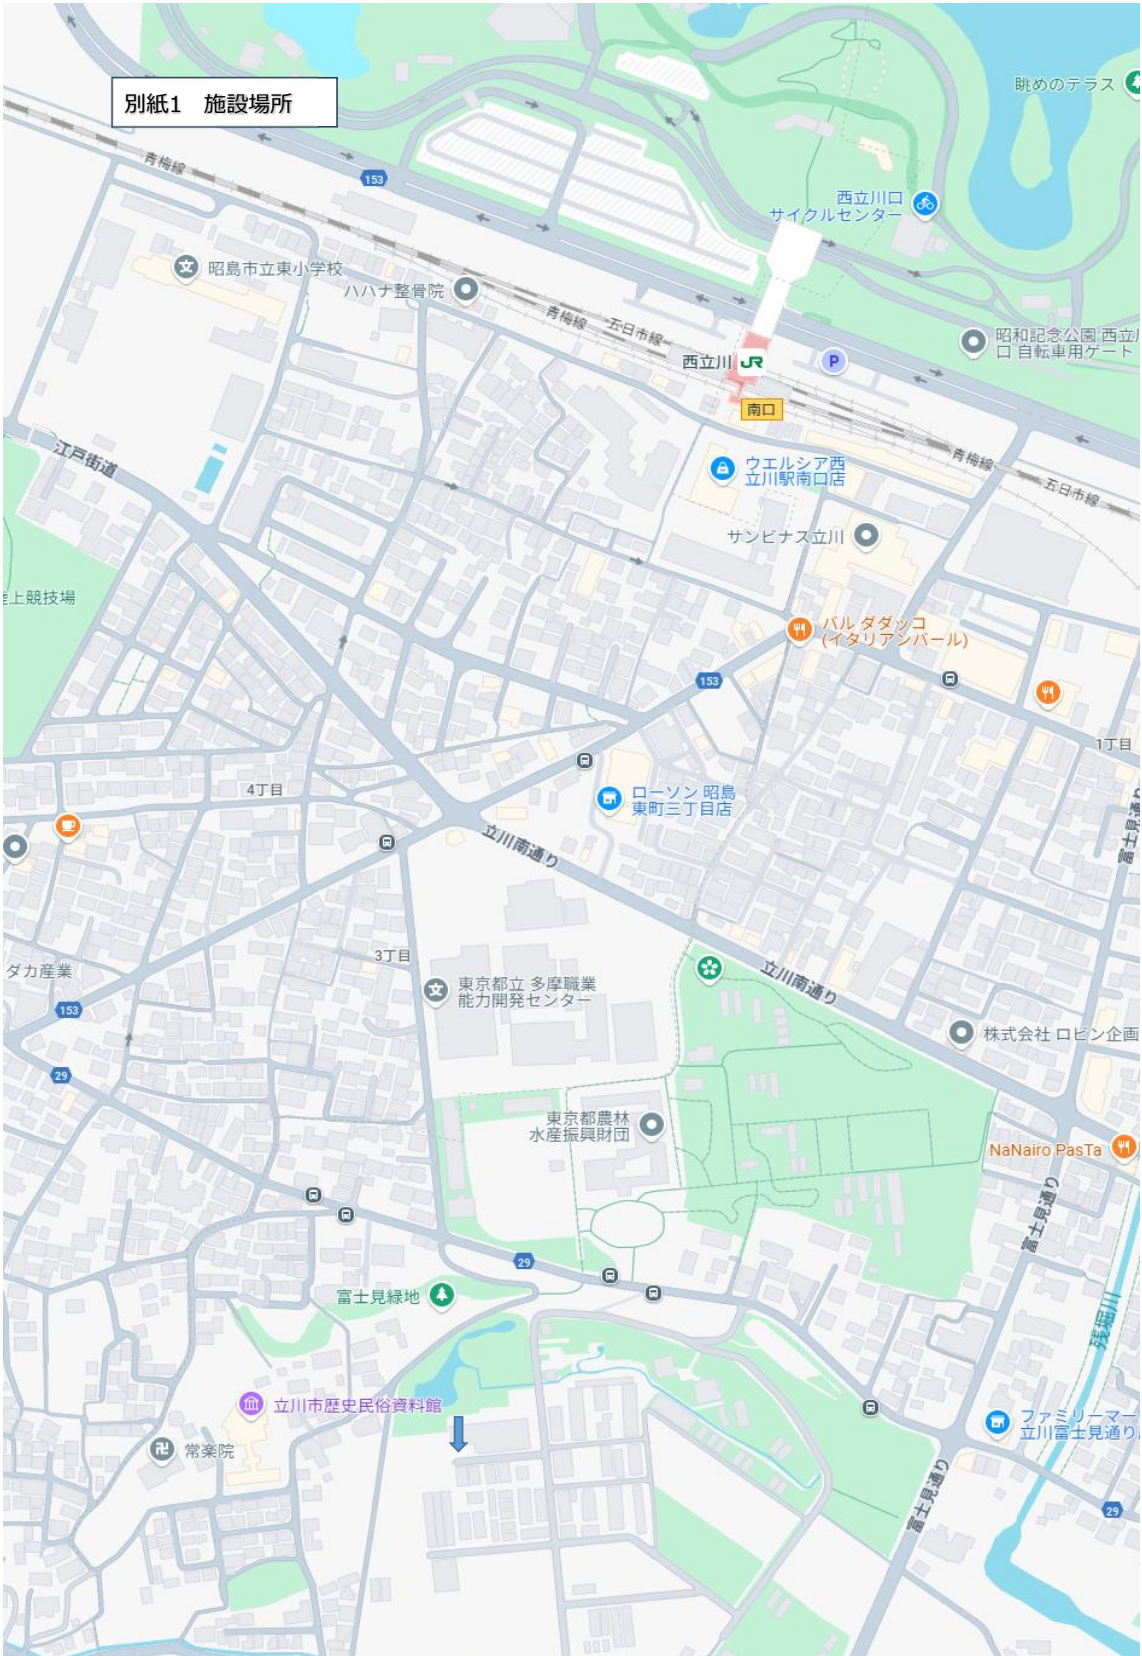 別紙1 施設場所
眺めのテラス
青梅線
153
西立川口
サイクルセンター
昭島市立東小学校
ハハナ整骨院
青梅線
五日市線
昭和記念公園 西立川
口 自転車用ゲート
西立川
JR
P
南口
江戸街道
ウエルシア西
立川駅南口店
青梅線
五日市線
サンビナス立川
陸上競技場
バル ダダッコ
(イタリアンバール)
153
1丁目
4丁目
ローソン 昭島
東町三丁目店
立川南通り
富士見通り
3丁目
ダカ産業
東京都立 多摩職業
能力開発センター
立川南通り
153
株式会社 ロビン企画
29
東京都農林
水産振興財団
NaNairo PasTa
富士見通り
29
富士見緑地
残堀川
立川市歴史民俗資料館
ファミリーマー
立川富士見通り
常楽院
富士見通り
29